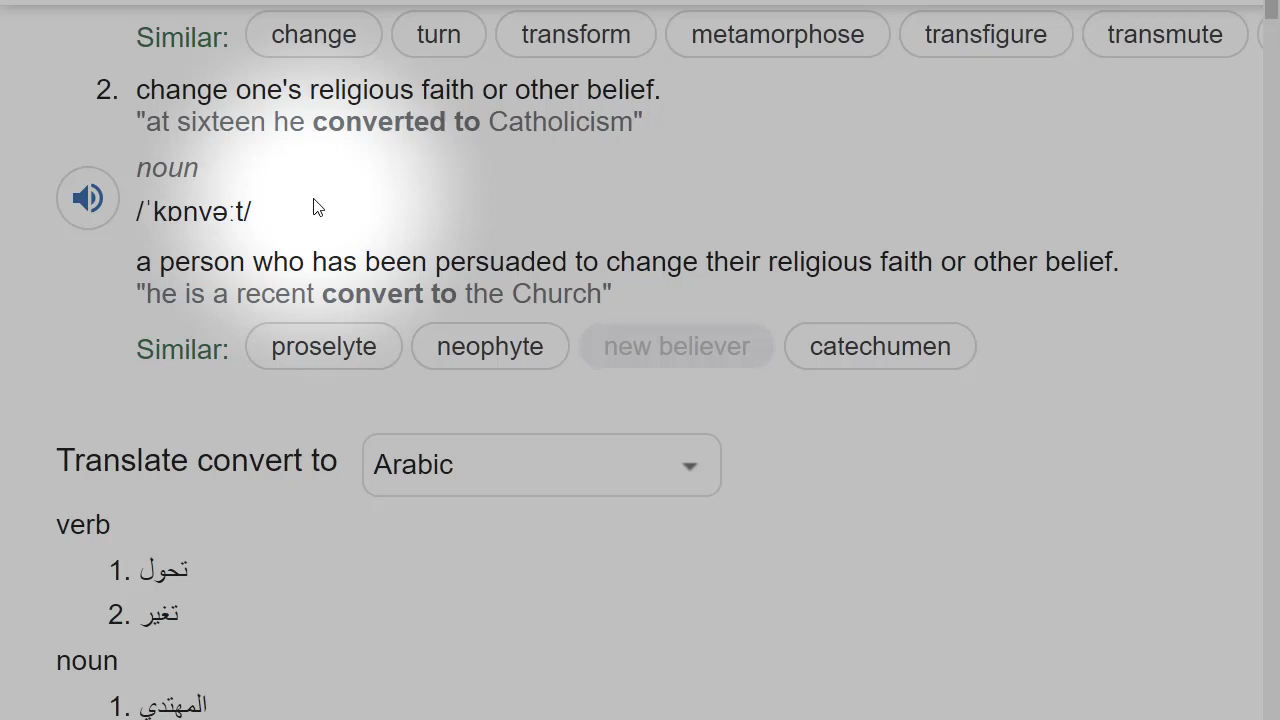 Similar: change turn transform metamorphose transfigure transmute
2. change one's religious faith or other belief.
"at sixteen he converted to Catholicism"
noun
/ˈkɒnvəːt/
a person who has been persuaded to change their religious faith or other belief.
"he is a recent convert to the Church"
Similar: proselyte neophyte new believer catechumen
Translate convert to Arabic
verb
1. تحول
2. تغير
noun
1. المهتدي